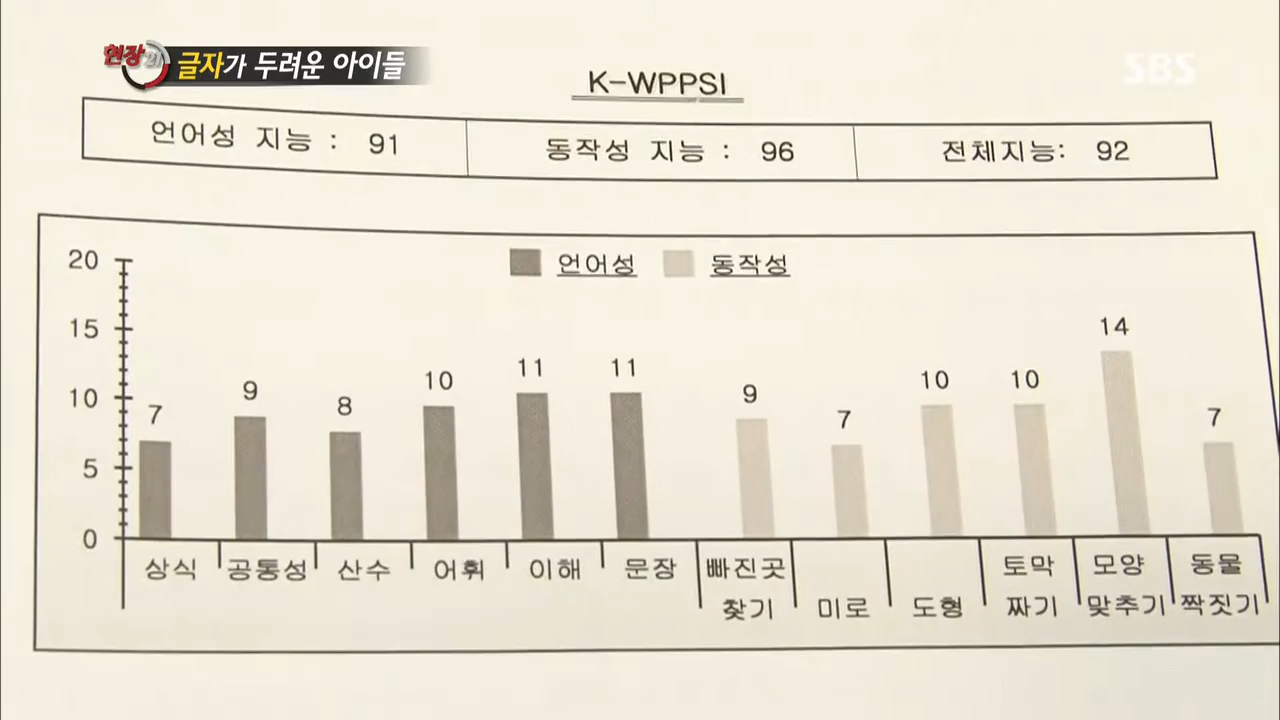 현장21 글자가 두려운 아이들
SBS
K-WPPSI
언어성 지능 : 91 동작성 지능 : 96 전체지능: 92
언어성 동작성
20
15
10
5
0
7 9 8 10 11 11 9 7 10 10 14 7
상식 공통성 산수 어휘 이해 문장 빠진곳 찾기 미로 도형 토막 짜기 모양 맞추기 동물 짝짓기